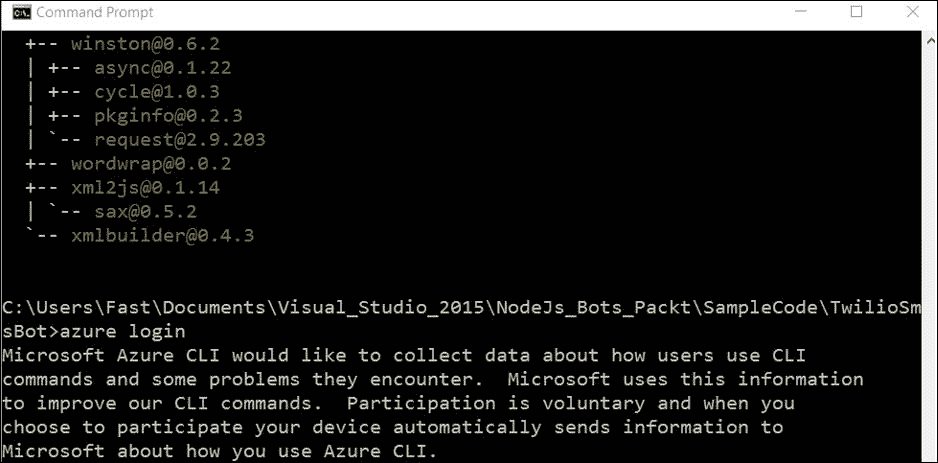 Command Prompt
+-- winston@0.6.2
| +-- async@0.1.22
| +-- cycle@1.0.3
| +-- pkginfo@0.2.3
| `-- request@2.9.203
+-- wordwrap@0.0.2
+-- xml2js@0.1.14
| `-- sax@0.5.2
`-- xmlbuilder@0.4.3
C:\Users\Fast\Documents\Visual_Studio_2015\NodeJs_Bots_Packt\SampleCode\TwilioSm
sBot>azure login
Microsoft Azure CLI would like to collect data about how users use CLI
commands and some problems they encounter.  Microsoft uses this information
to improve our CLI commands.  Participation is voluntary and when you
choose to participate your device automatically sends information to
Microsoft about how you use Azure CLI.